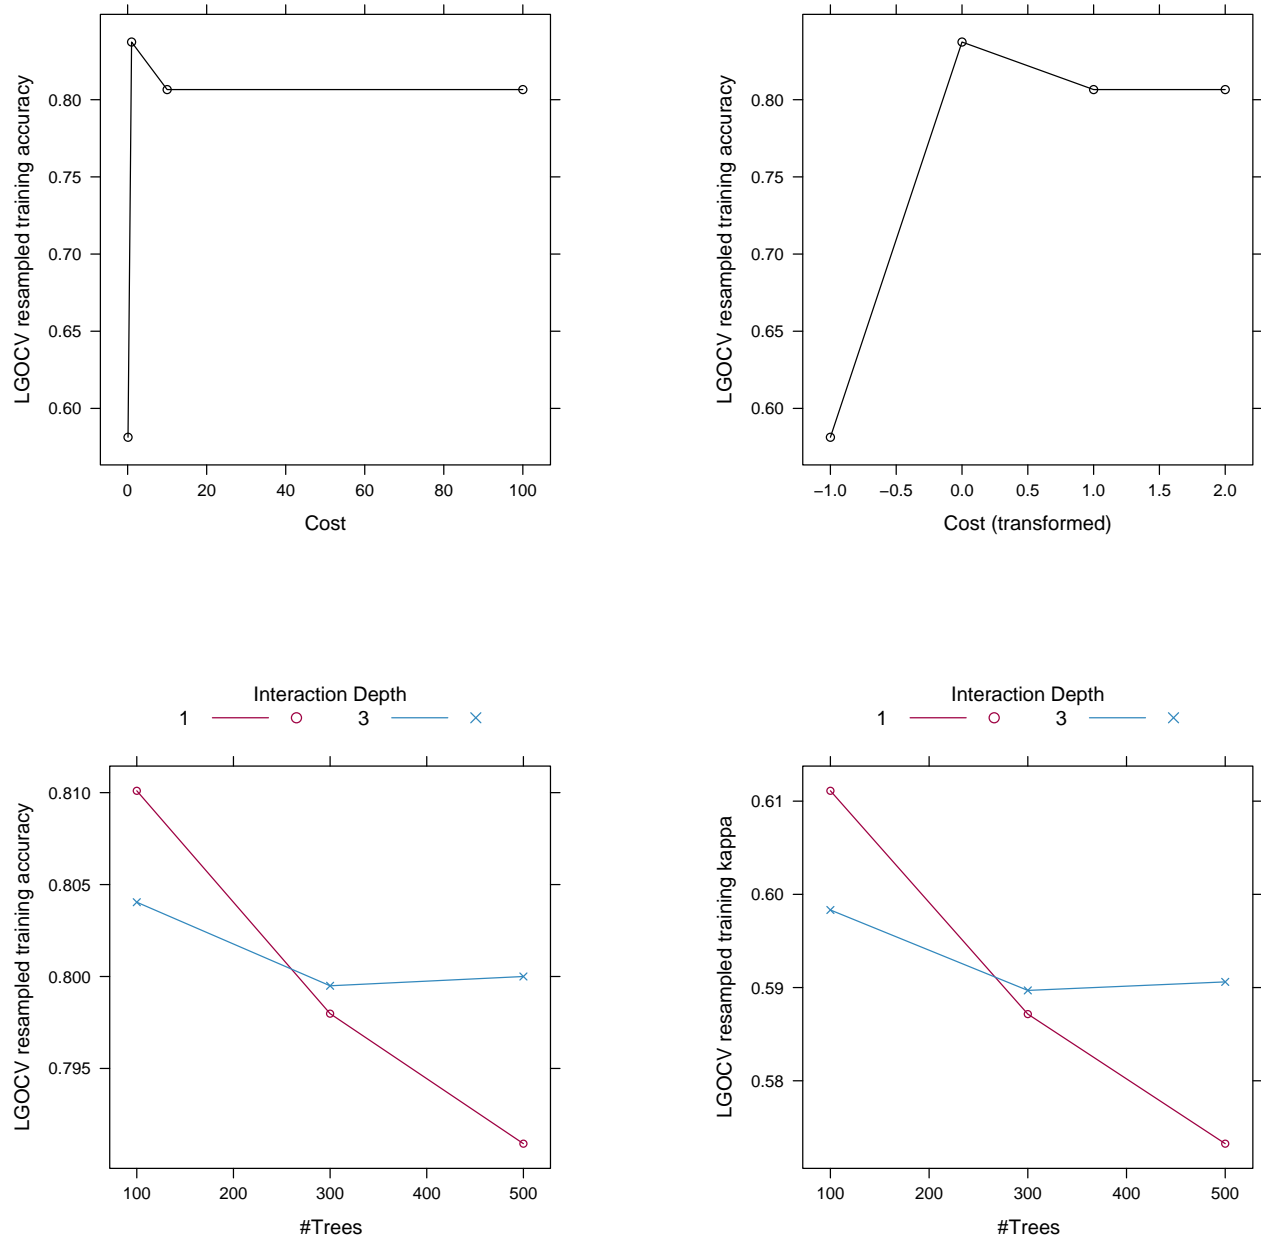 LGOCV resampled training accuracy
0.80
0.75
0.70
0.65
0.60
0 20 40 60 80 100
Cost
LGOCV resampled training accuracy
0.80
0.75
0.70
0.65
0.60
−1.0 −0.5 0.0 0.5 1.0 1.5 2.0
Cost (transformed)
Interaction Depth
1 3
LGOCV resampled training accuracy
0.810
0.805
0.800
0.795
100 200 300 400 500
#Trees
Interaction Depth
1 3
LGOCV resampled training kappa
0.61
0.60
0.59
0.58
100 200 300 400 500
#Trees